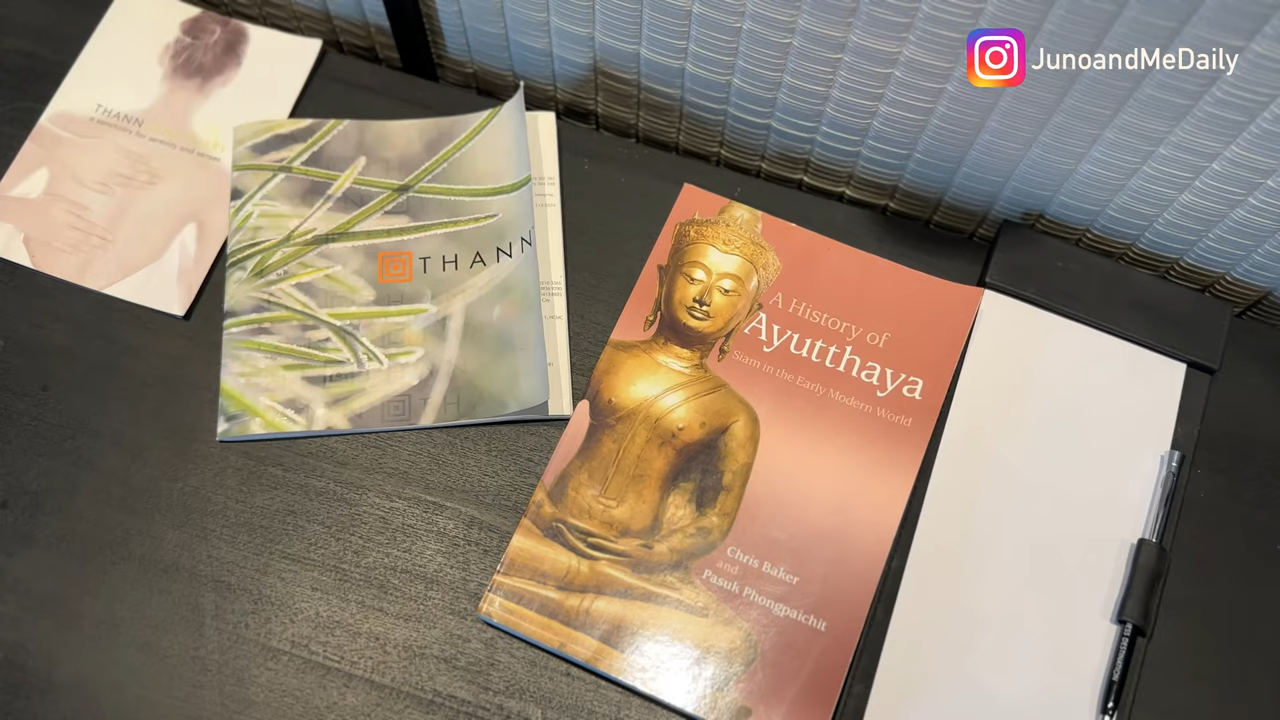 JunoandMeDaily
THANN
a sanctuary for serenity and senses
THANN
A History of
Ayutthaya
Siam in the Early Modern World
Chris Baker
and
Pasuk Phongpaichit